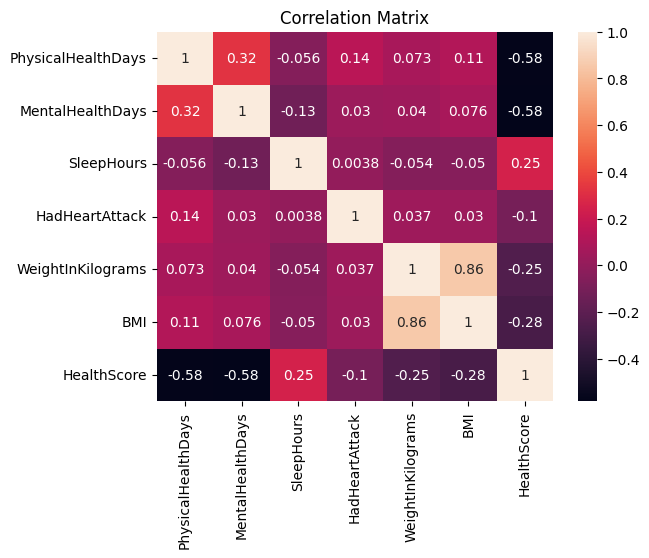 Correlation Matrix
PhysicalHealthDays 1 0.32 -0.056 0.14 0.073 0.11 -0.58
MentalHealthDays 0.32 1 -0.13 0.03 0.04 0.076 -0.58
SleepHours -0.056 -0.13 1 0.0038 -0.054 -0.05 0.25
HadHeartAttack 0.14 0.03 0.0038 1 0.037 0.03 -0.1
WeightInKilograms 0.073 0.04 -0.054 0.037 1 0.86 -0.25
BMI 0.11 0.076 -0.05 0.03 0.86 1 -0.28
HealthScore -0.58 -0.58 0.25 -0.1 -0.25 -0.28 1
PhysicalHealthDays
MentalHealthDays
SleepHours
HadHeartAttack
WeightInKilograms
BMI
HealthScore
1.0
0.8
0.6
0.4
0.2
0.0
−0.2
−0.4